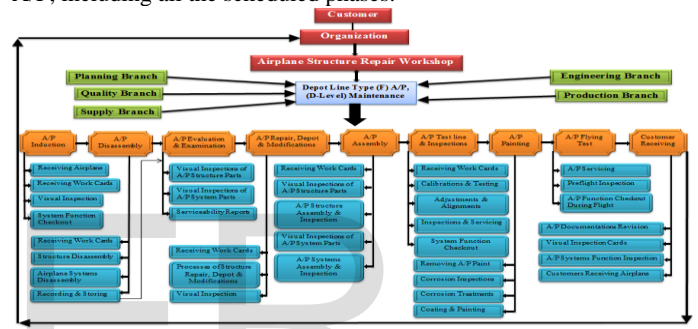 A/P, including all the scheduled phases.
Customer
Organization
Airplane Structure Repair Workshop
Planning Branch
Quality Branch
Supply Branch
Depot Line Type (F) A/P,
(D-Level) Maintenance
Engineering Branch
Production Branch
A/P
Induction
A/P
Disassembly
A/P Evaluation
& Examination
A/P Repair, Depot
& Modifications
A/P
Assembly
A/P Test line
& Inspections
A/P
Painting
A/P Flying
Test
Customer
Receiving
Receiving Airplane
Receiving Work Cards
Visual Inspection
System Function
Checkout
Receiving Work Cards
Structure Disassembly
Airplane Systems
Disassembly
Recording & Storing
Visual Inspections of
A/P Structure Parts
Visual Inspections of
A/P System Parts
Serviceability Reports
Receiving Work Cards
Processes of Structure
Repair, Depot &
Modifications
Visual Inspection
Receiving Work Cards
Visual Inspections of
A/P Structure Parts
A/P Structure
Assembly &
Inspection
Visual Inspections of
A/P System Parts
A/P Systems
Assembly &
Inspection
Receiving Work Cards
Calibrations & Testing
Adjustments &
Alignments
Inspections & Servicing
System Function
Checkout
Removing A/P Paint
Corrosion Inspections
Corrosion Treatments
Coating & Painting
A/P Servicing
Preflight Inspection
A/P Function Checkout
During Flight
A/P Documentations Revision
Visual Inspection Cards
A/P Systems Function Inspection
Customers Receiving Airplane